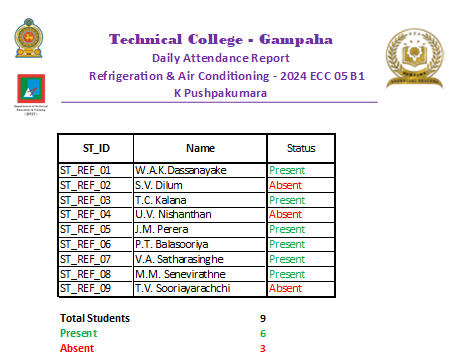 Technical College - Gampaha
Daily Attendance Report
Refrigeration & Air Conditioning - 2024 ECC 05 B1
K Pushpakumara
Department of Technical
Education & Training
(DTET)
ST_ID Name Status
ST_REF_01 W.A.K.Dassanayake Present
ST_REF_02 S.V. Dilum Absent
ST_REF_03 T.C. Kalana Present
ST_REF_04 U.V. Nishanthan Absent
ST_REF_05 J.M. Perera Present
ST_REF_06 P.T. Balasooriya Present
ST_REF_07 V.A. Satharasinghe Present
ST_REF_08 M.M. Senevirathne Present
ST_REF_09 T.V. Sooriayarachchi Absent
Total Students 9
Present 6
Absent 3